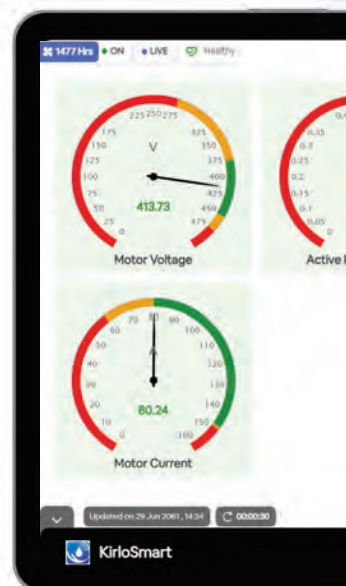 1477 Hrs ON LIVE Healthy
225 250 275
175 325
150 V 350
125 375
100 400
75 425
50 413.73 450
25 475
0
Motor Voltage
0.35
0.3
0.25
0.2
0.15
0.1
0.05
0
Active
70 80 90
60 100
50 A 110
40 120
30 130
20 80.24 140
10 150
0 160
Motor Current
Updated on 29 Jun 2061, 14:34 00:00:30
KirloSmart